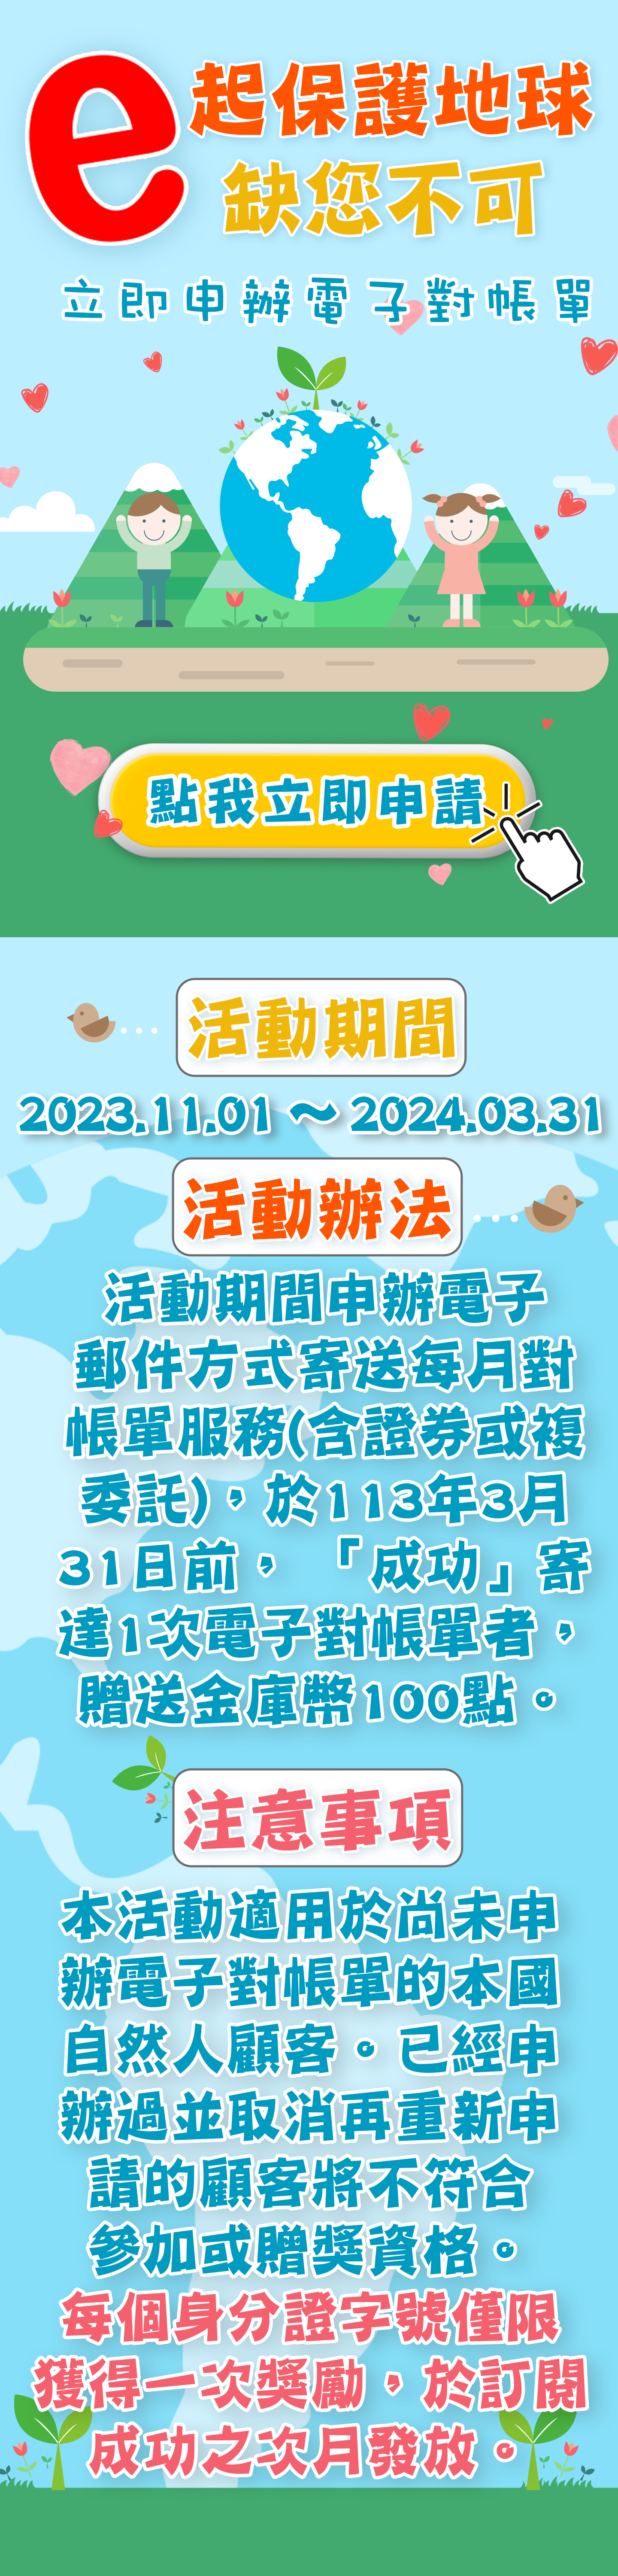 e起保護地球
缺您不可
立即申辦電子對帳單
點我立即申請
活動期間
2023.11.01 ～ 2024.03.31
活動辦法
活動期間申辦電子
郵件方式寄送每月對
帳單服務(含證券或複
委託)，於113年3月
31日前，「成功」寄
達1次電子對帳單者，
贈送金庫幣100點。
注意事項
本活動適用於尚未申
辦電子對帳單的本國
自然人顧客。已經申
辦過並取消再重新申
請的顧客將不符合
參加或贈獎資格。
每個身分證字號僅限
獲得一次獎勵，於訂閱
成功之次月發放。